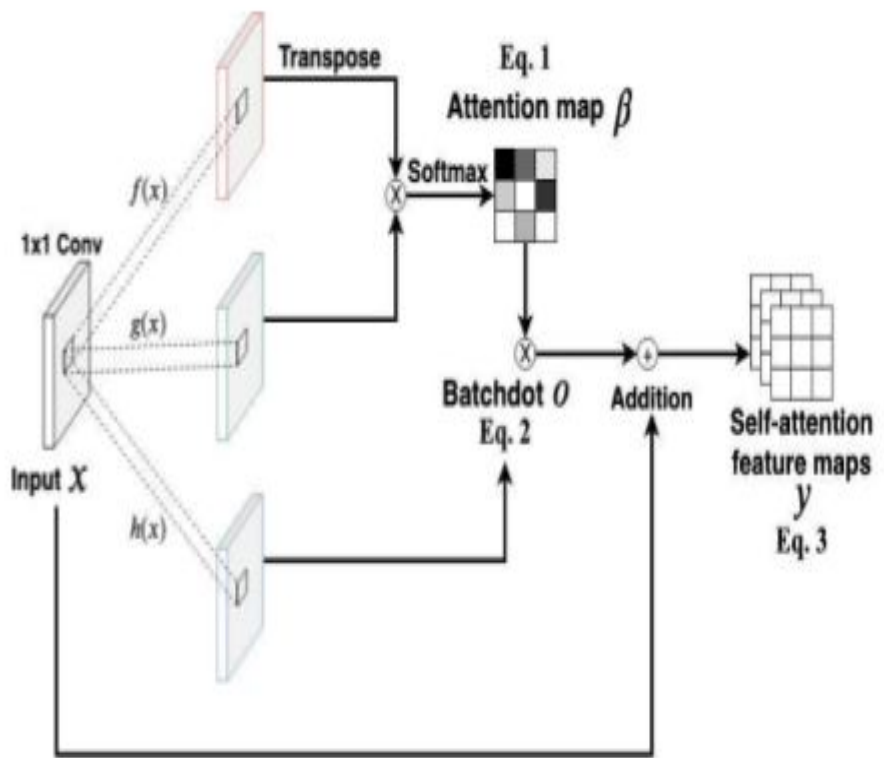 Transpose
Eq. 1
Attention map β
Softmax
f(x)
1x1 Conv
g(x)
Batchdot O
Eq. 2
Addition
Self-attention
feature maps
y
Eq. 3
Input X
h(x)